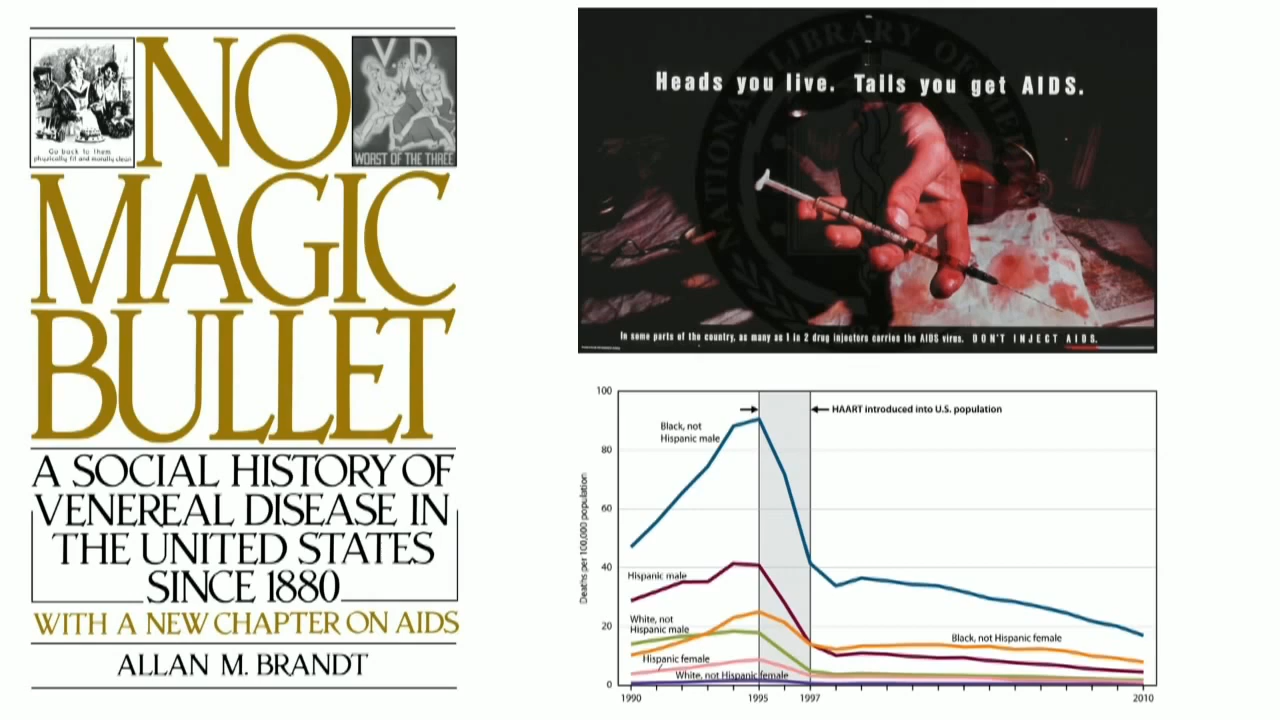 Go back to them
physically fit and morally clean
V.D.
WORST OF THE THREE
NO
MAGIC
BULLET
A SOCIAL HISTORY OF
VENEREAL DISEASE IN
THE UNITED STATES
SINCE 1880
WITH A NEW CHAPTER ON AIDS
ALLAN M. BRANDT
NATIONAL LIBRARY OF MEDI
Heads you live. Tails you get AIDS.
In some parts of the country, as many as 1 in 2 drug injectors carries the AIDS virus. DON'T INJECT AIDS.
Deaths per 100,000 population
100
80
60
40
20
0
HAART introduced into U.S. population
Black, not
Hispanic male
Hispanic male
White, not
Hispanic male
Black, not Hispanic female
Hispanic female
White, not Hispanic female
1990
1995
1997
2010